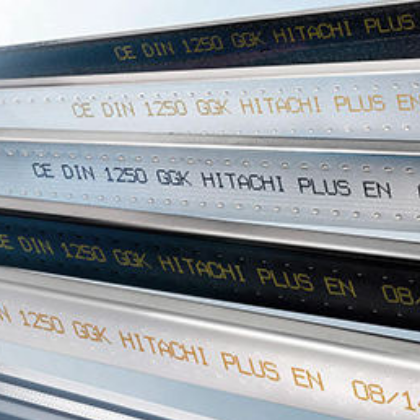 CE DIN 1250 GGK HITACHI PLUS
CE DIN 1250 GGK HITACHI PLUS EN
CE DIN 1250 GGK HITACHI PLUS EN
CE DIN 1250 GGK HITACHI PLUS EN 08/
N 1250 GGK HITACHI PLUS EN 08/1